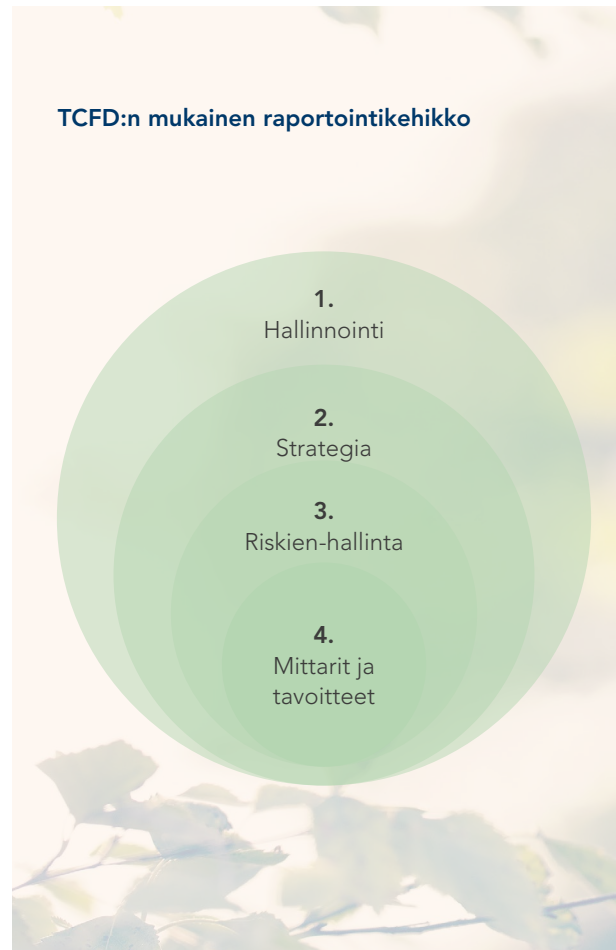 TCFD:n mukainen raportointikehikko
1.
Hallinnointi
2.
Strategia
3.
Riskien-hallinta
4.
Mittarit ja
tavoitteet